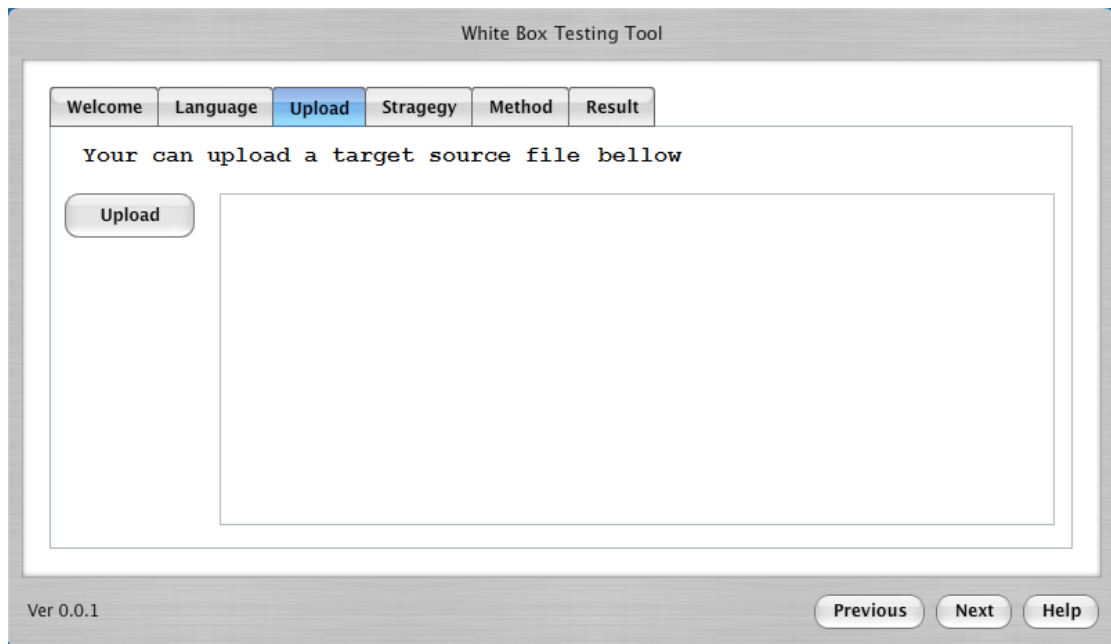 White Box Testing Tool
Welcome Language Upload Stragegy Method Result
Your can upload a target source file bellow
Upload
Ver 0.0.1 Previous Next Help